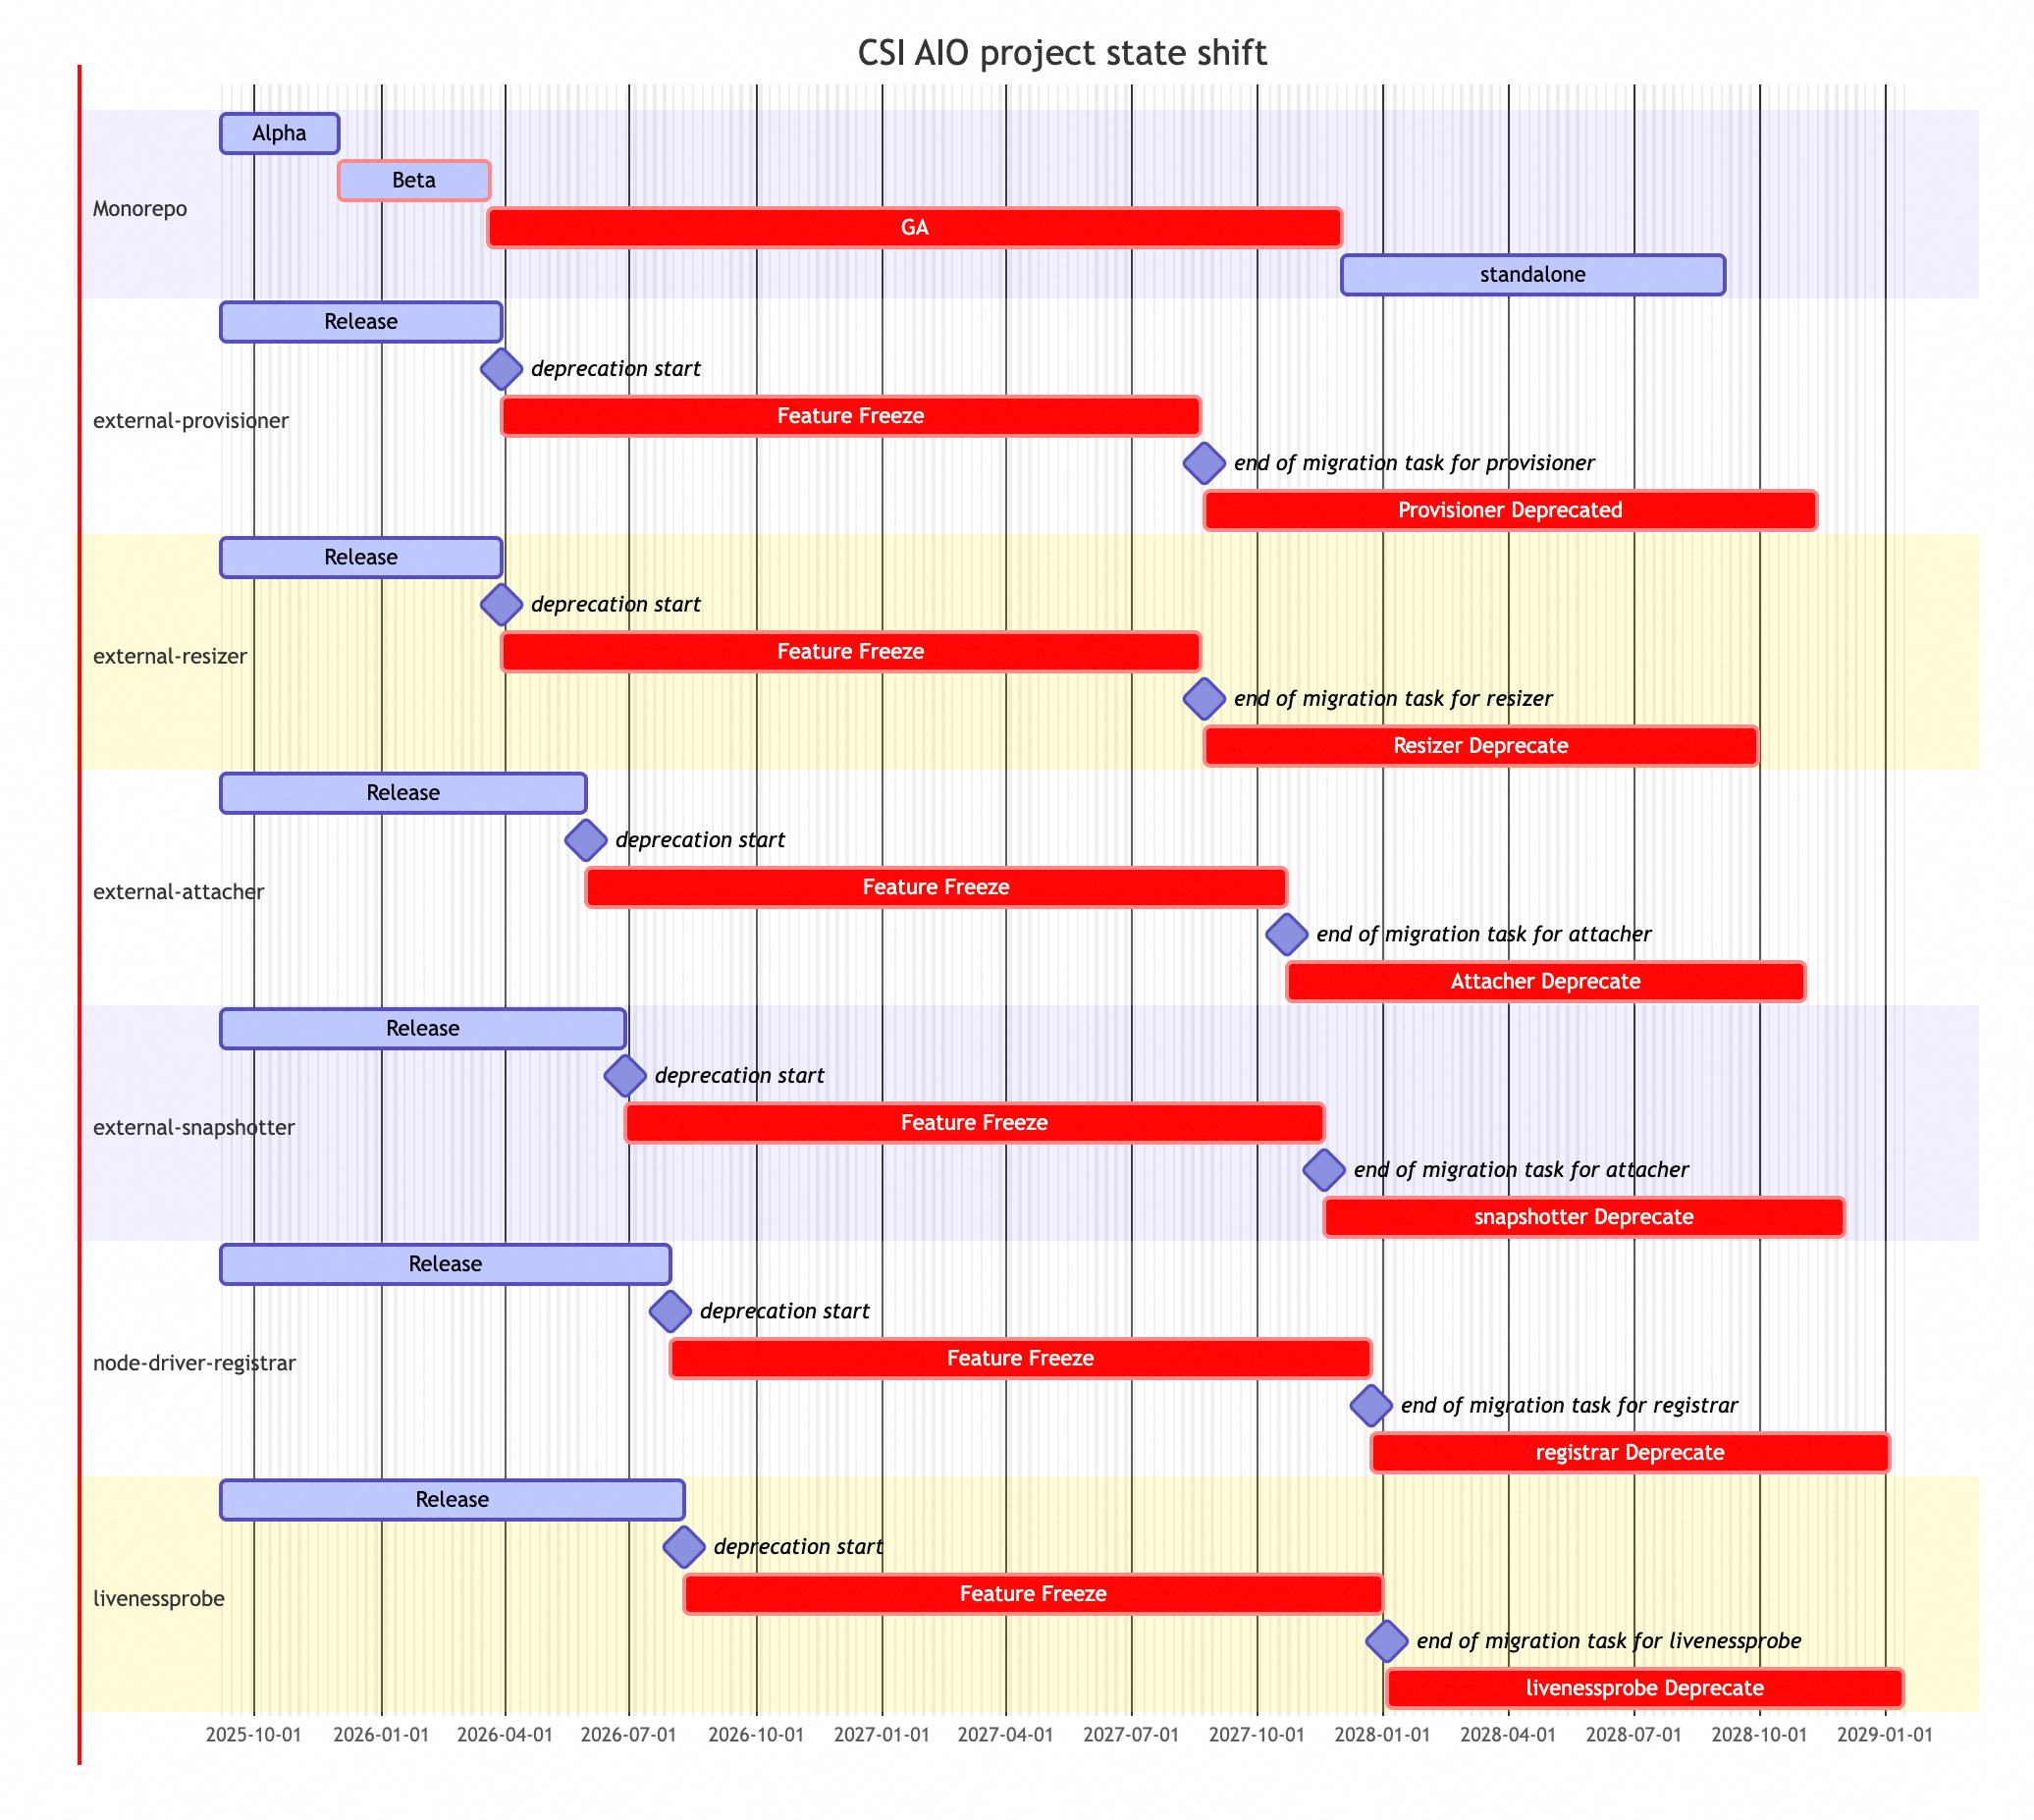 CSI AIO project state shift
Monorepo
Alpha
Beta
GA
standalone
external-provisioner
Release
deprecation start
Feature Freeze
end of migration task for provisioner
Provisioner Deprecated
external-resizer
Release
deprecation start
Feature Freeze
end of migration task for resizer
Resizer Deprecate
external-attacher
Release
deprecation start
Feature Freeze
end of migration task for attacher
Attacher Deprecate
external-snapshotter
Release
deprecation start
Feature Freeze
end of migration task for attacher
snapshotter Deprecate
node-driver-registrar
Release
deprecation start
Feature Freeze
end of migration task for registrar
registrar Deprecate
livenessprobe
Release
deprecation start
Feature Freeze
end of migration task for livenessprobe
livenessprobe Deprecate
2025-10-01 2026-01-01 2026-04-01 2026-07-01 2026-10-01 2027-01-01 2027-04-01 2027-07-01 2027-10-01 2028-01-01 2028-04-01 2028-07-01 2028-10-01 2029-01-01